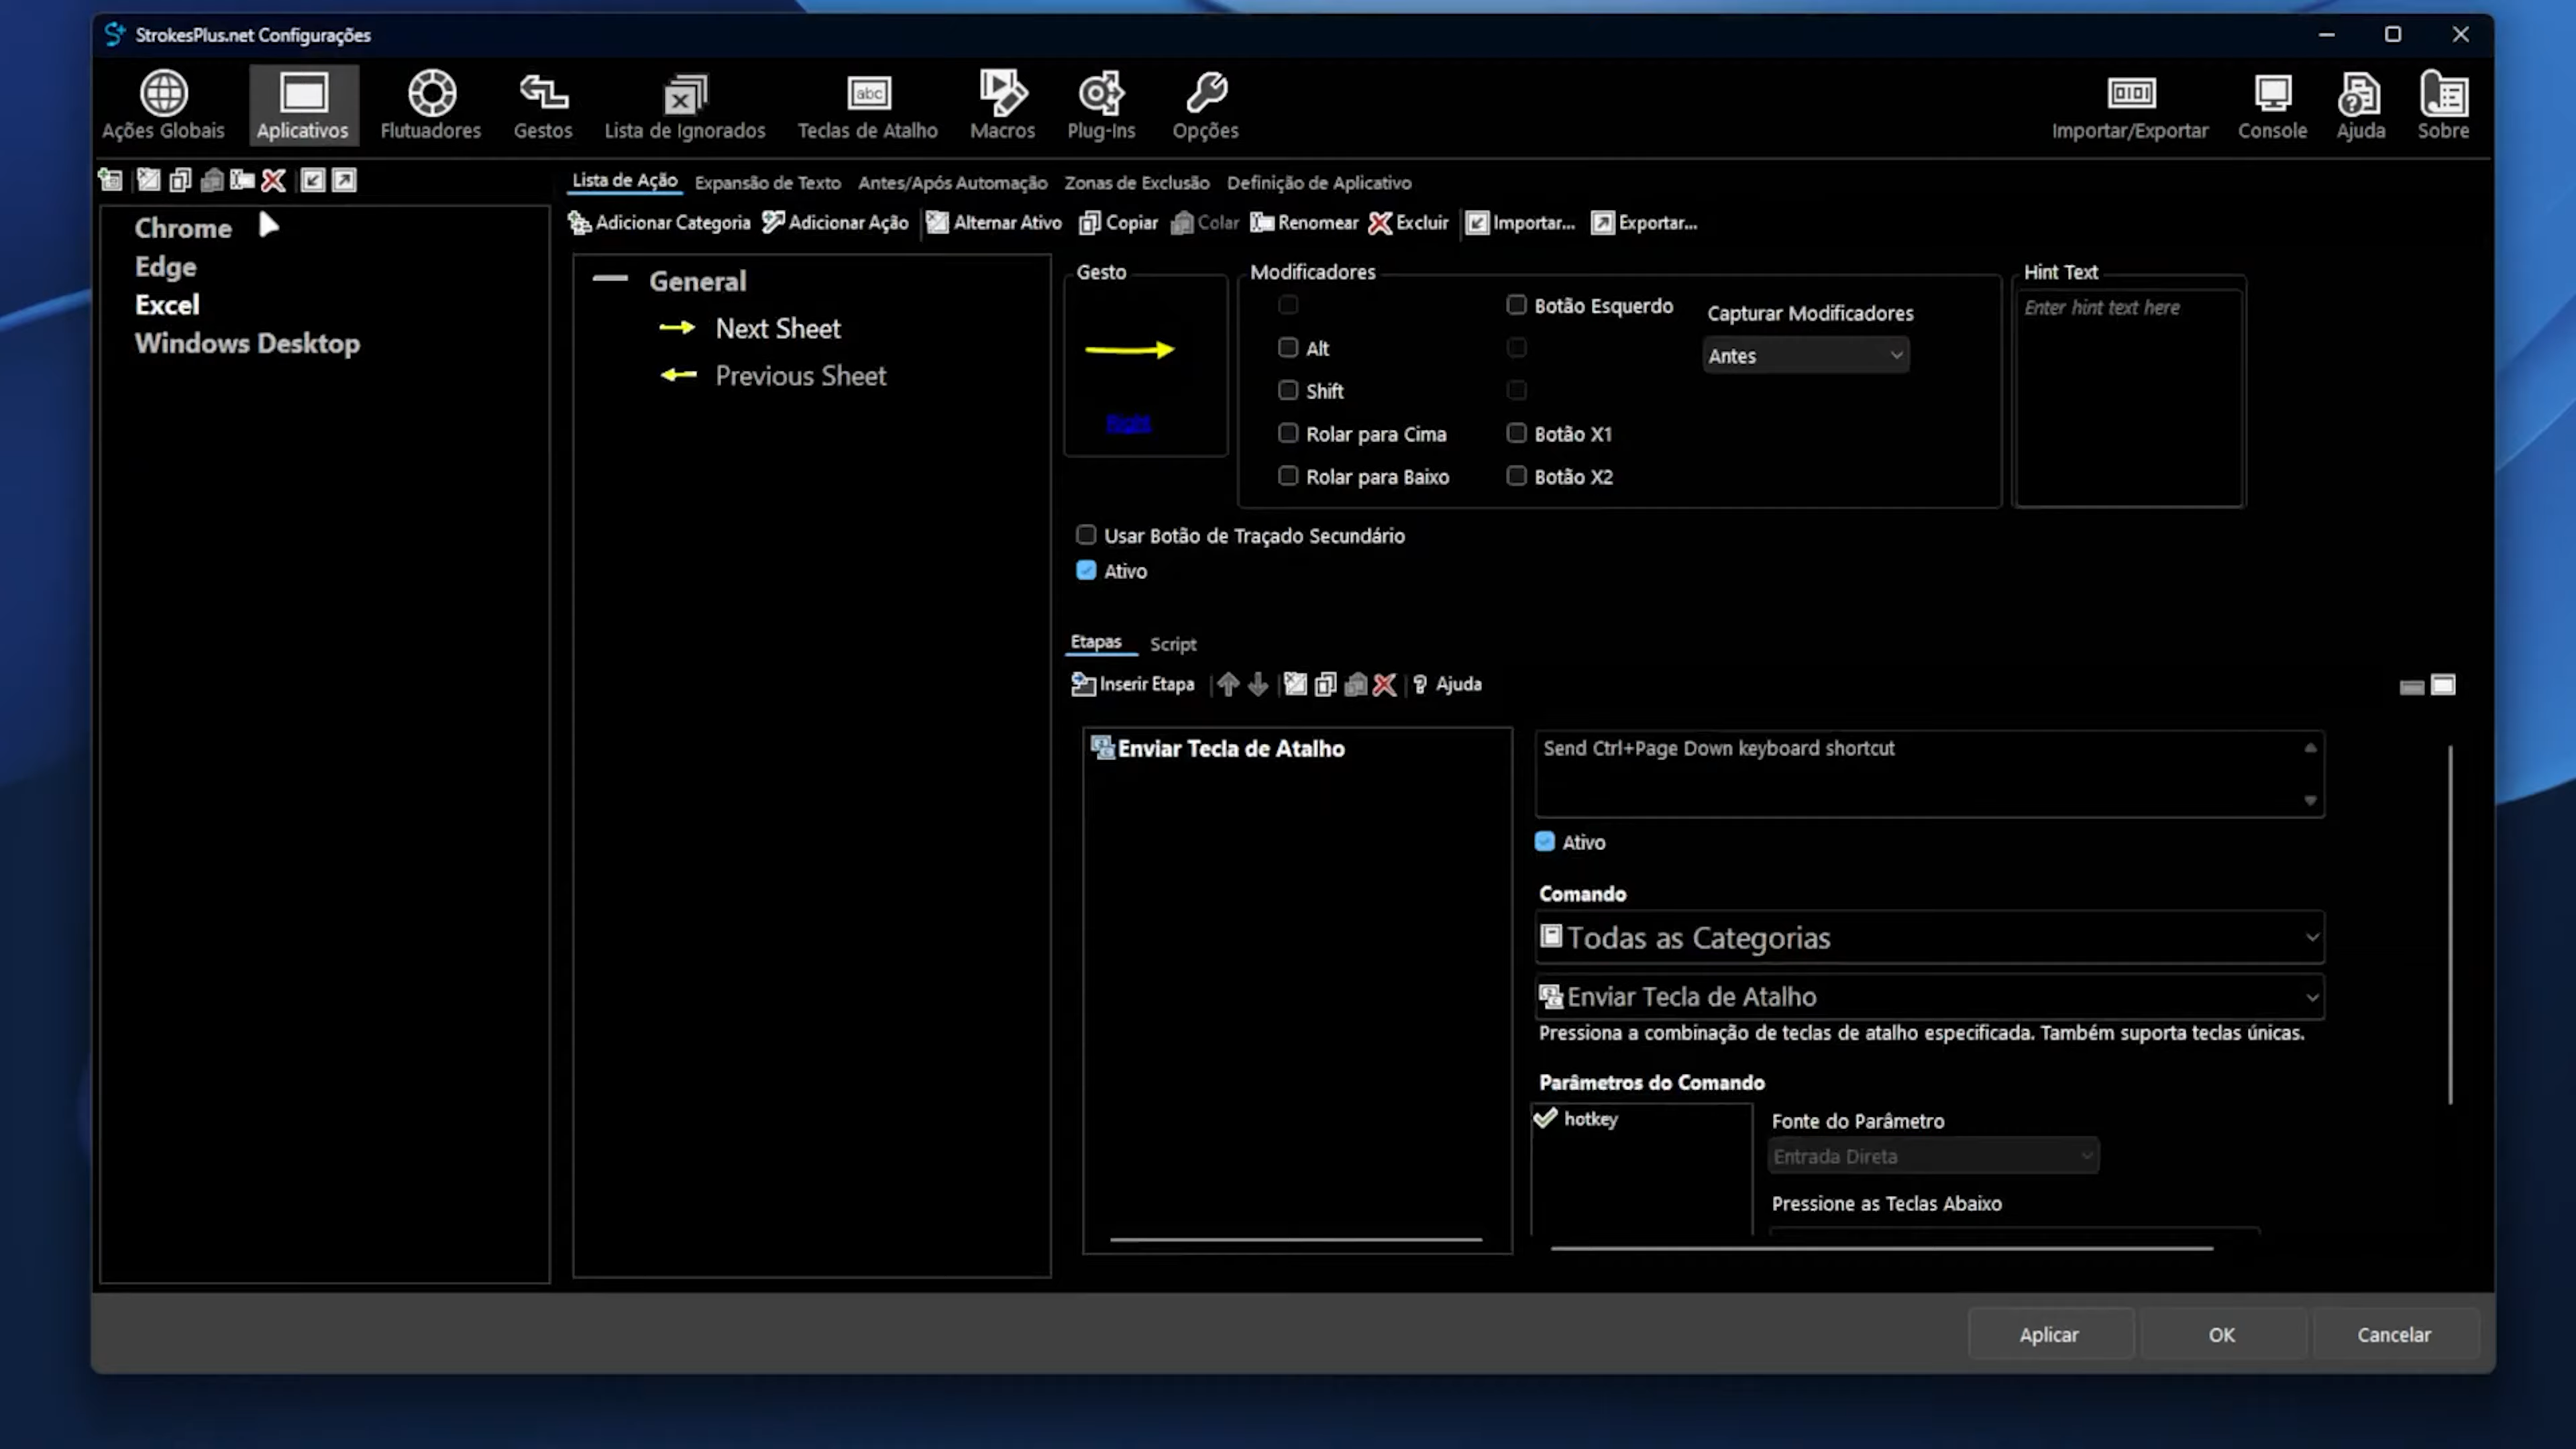 StrokesPlus.net Configurações
Ações Globais
Aplicativos
Flutuadores
Gestos
Lista de Ignorados
abc
Teclas de Atalho
Macros
Plug-Ins
Opções
Importar/Exportar
Console
Ajuda
Sobre
Lista de Ação
Expansão de Texto
Antes/Após Automação
Zonas de Exclusão
Definição de Aplicativo
Adicionar Categoria
Adicionar Ação
Alternar Ativo
Copiar
Colar
Renomear
Excluir
Importar...
Exportar...
Chrome
Edge
Excel
Windows Desktop
General
Next Sheet
Previous Sheet
Gesto
Right
Modificadores
Alt
Shift
Rolar para Cima
Rolar para Baixo
Botão Esquerdo
Botão X1
Botão X2
Capturar Modificadores
Antes
Hint Text
Enter hint text here
Usar Botão de Traçado Secundário
Ativo
Etapas
Script
Inserir Etapa
Ajuda
Enviar Tecla de Atalho
Send Ctrl+Page Down keyboard shortcut
Ativo
Comando
Todas as Categorias
Enviar Tecla de Atalho
Pressiona a combinação de teclas de atalho especificada. Também suporta teclas únicas.
Parâmetros do Comando
hotkey
Fonte do Parâmetro
Entrada Direta
Pressione as Teclas Abaixo
Aplicar
OK
Cancelar